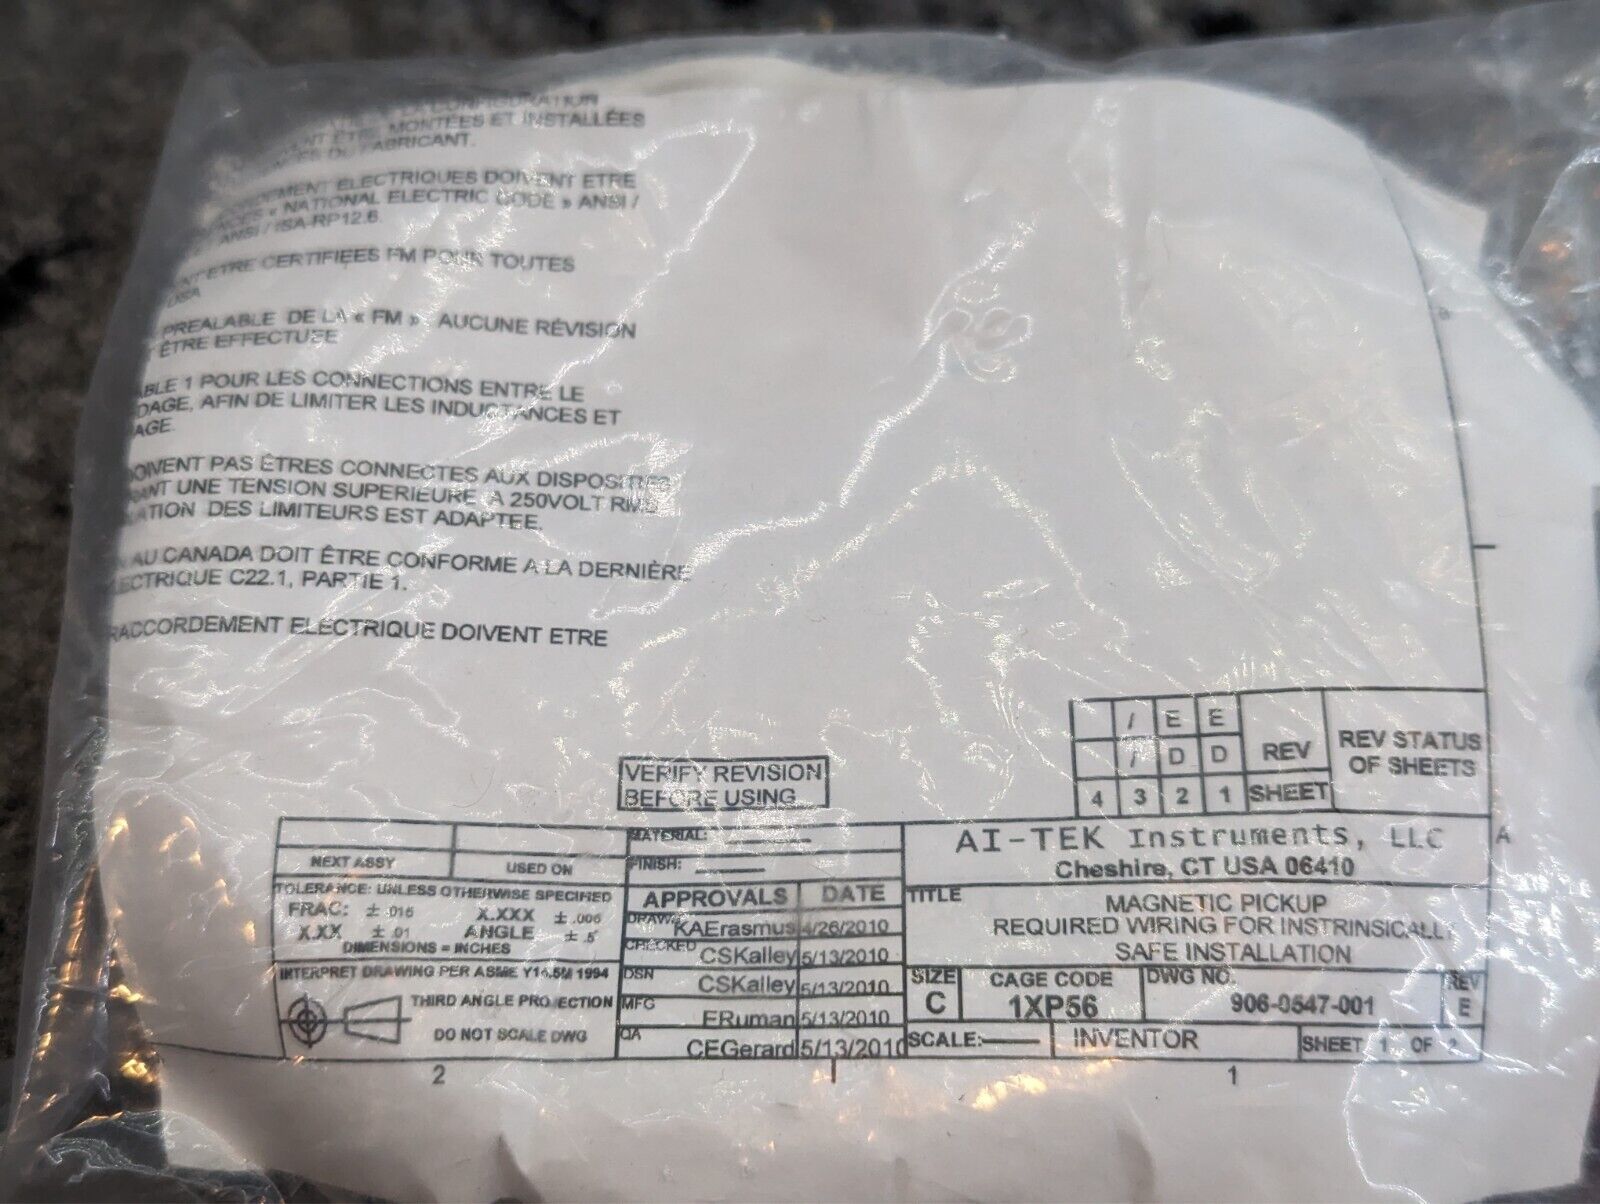 CONFIGURATION
MONTÉES ET INSTALLÉES
FABRICANT.
ELECTRIQUES DOIVENT ETRE
« NATIONAL ELECTRIC CODE » ANSI /
ANSI / ISA-RP12.6
ETRE CERTIFIEES FM POUR TOUTES
USA
PREALABLE DE LA « FM » AUCUNE RÉVISION
ÊTRE EFFECTUEE
1 POUR LES CONNECTIONS ENTRE LE
AFIN DE LIMITER LES INDUCTANCES ET
PAS ÊTRES CONNECTES AUX DISPOSITIFS
UNE TENSION SUPERIEURE A 250VOLT RMS
DES LIMITEURS EST ADAPTEE.
AU CANADA DOIT ÊTRE CONFORME A LA DERNIÈRE
C22.1, PARTIE 1.
RACCORDEMENT ELECTRIQUE DOIVENT ETRE
VERIFY REVISION
BEFORE USING
/ E E
/ D D REV
4 3 2 1 SHEET
REV STATUS
OF SHEETS
NEXT ASSY USED ON
TOLERANCE: UNLESS OTHERWISE SPECIFIED
FRAC: ± .016 X.XXX ± .006
X.XX ± .01 ANGLE ± .5°
DIMENSIONS = INCHES
INTERPRET DRAWING PER ASME Y14.5M 1994
THIRD ANGLE PROJECTION
DO NOT SCALE DWG
MATERIAL:
FINISH:
APPROVALS DATE
DRAWN KAErasmus 4/26/2010
CHECKED CSKalley 5/13/2010
DSN CSKalley 5/13/2010
MFG ERuman 5/13/2010
QA CEGerard 5/13/2010
AI-TEK Instruments, LLC
Cheshire, CT USA 06410
TITLE
MAGNETIC PICKUP
REQUIRED WIRING FOR INSTRINSICALLY
SAFE INSTALLATION
SIZE C
CAGE CODE 1XP56
DWG NO. 906-0547-001
REV E
SCALE: INVENTOR SHEET 1 OF 2
A
2 1